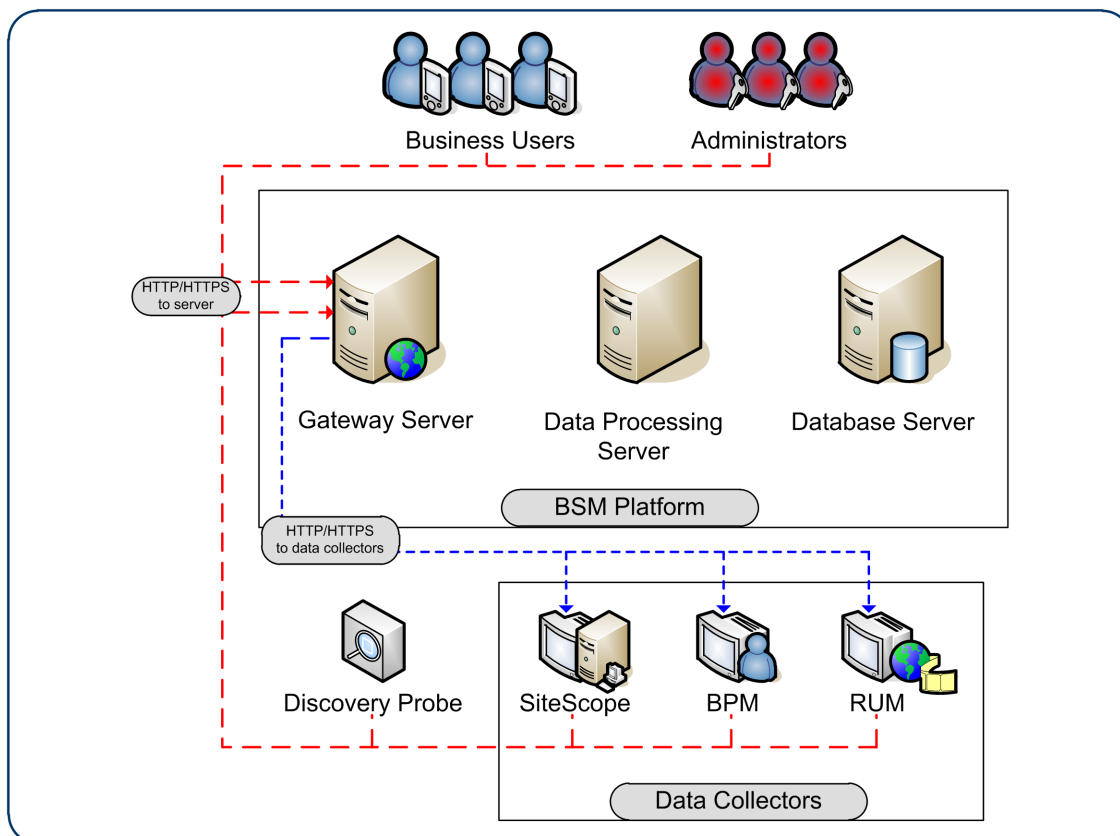 Business Users
Administrators
HTTP/HTTPS
to server
Gateway Server
Data Processing
Server
Database Server
BSM Platform
HTTP/HTTPS
to data collectors
Discovery Probe
SiteScope
BPM
RUM
Data Collectors